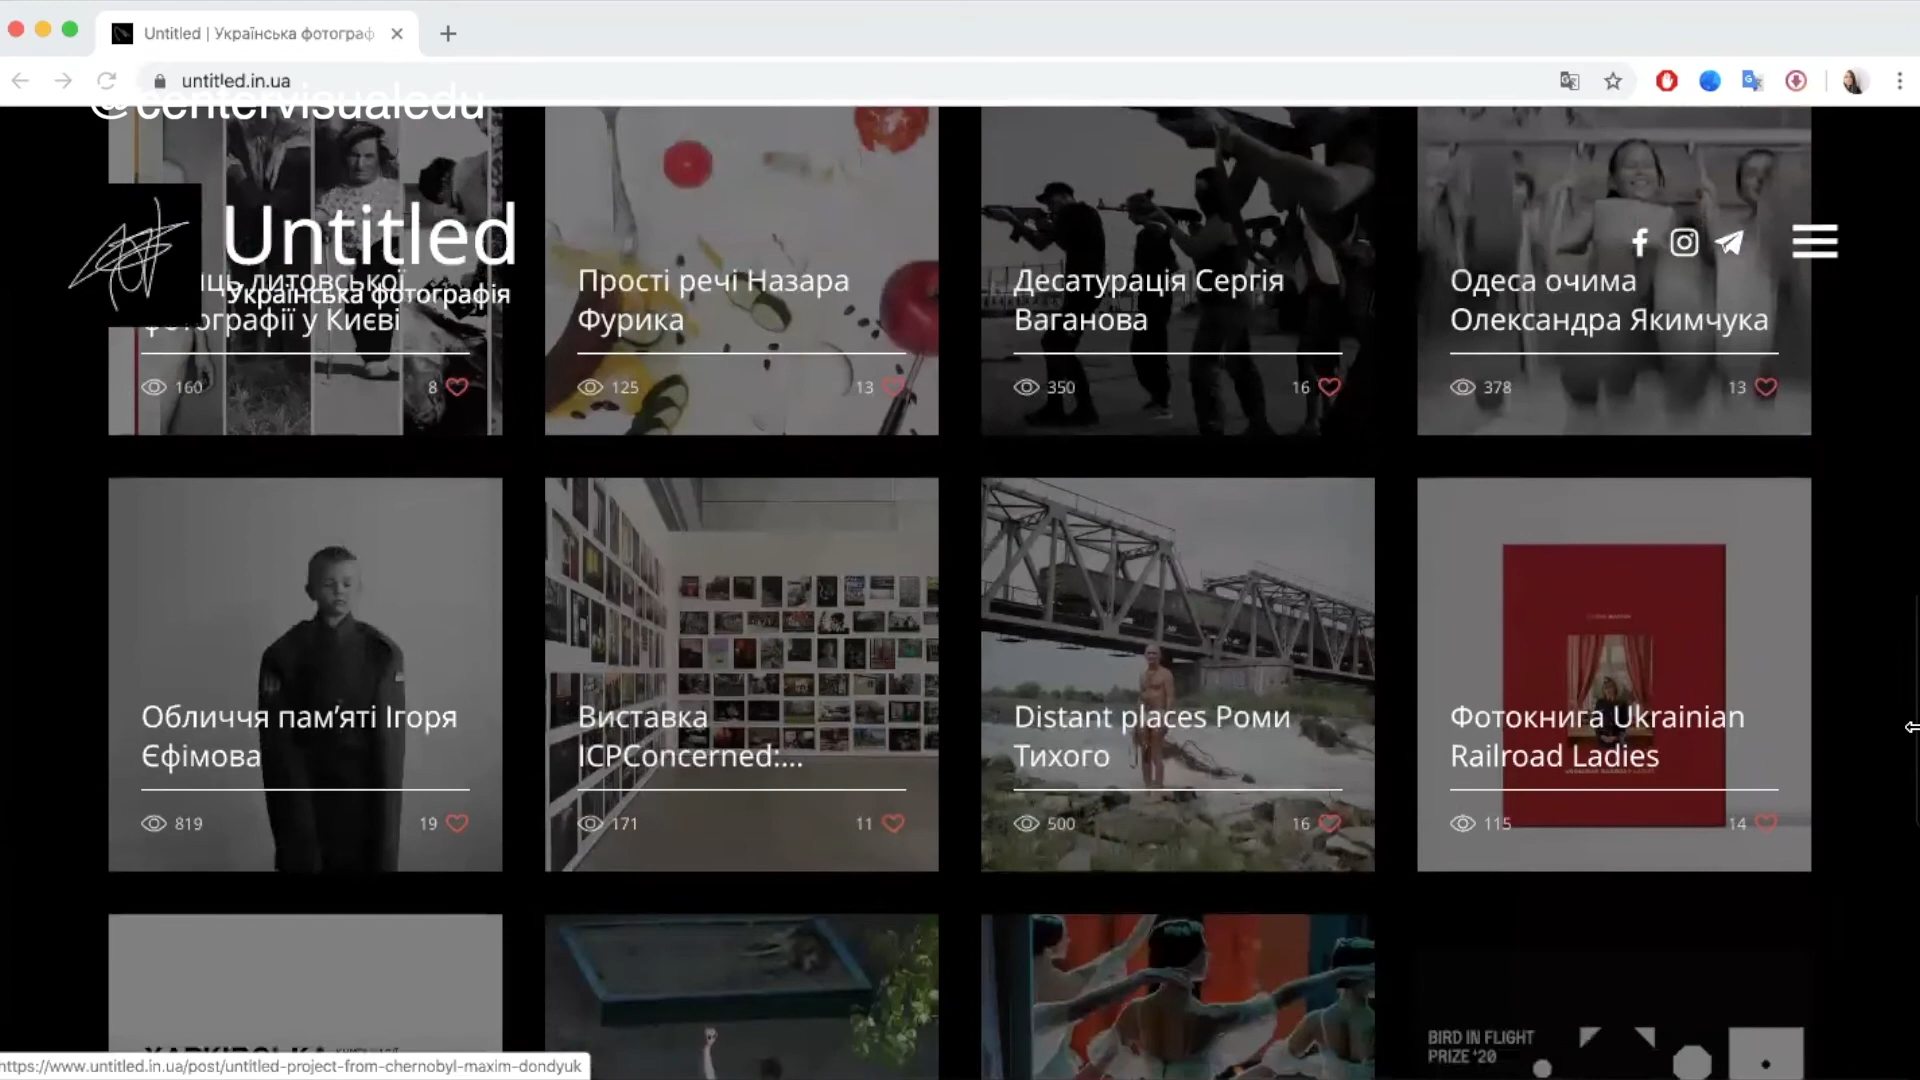 Untitled | Українська фотограф
untitled.in.ua
@centervisualedu
Untitled
Українська фотографія
литовської
фотографії у Києві
160
8
Прості речі Назара
Фурика
125
13
Десатурація Сергія
Ваганова
350
16
Одеса очима
Олександра Якимчука
378
13
Обличчя пам’яті Ігоря
Єфімова
819
19
Виставка
ICPConcerned:...
171
11
Distant places Роми
Тихого
500
16
Фотокнига Ukrainian
Railroad Ladies
115
14
BIRD IN FLIGHT
PRIZE ‘20
https://www.untitled.in.ua/post/untitled-project-from-chernobyl-maxim-dondyuk